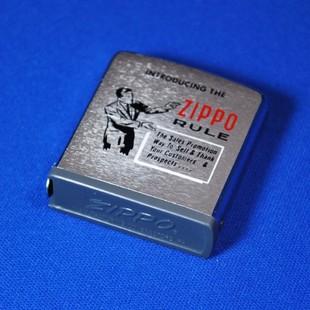 INTRODUCING THE
ZIPPO
RULE
The Sales Promotion
Way To Sell & Thank
Your Customers &
Prospects....
ZIPPO